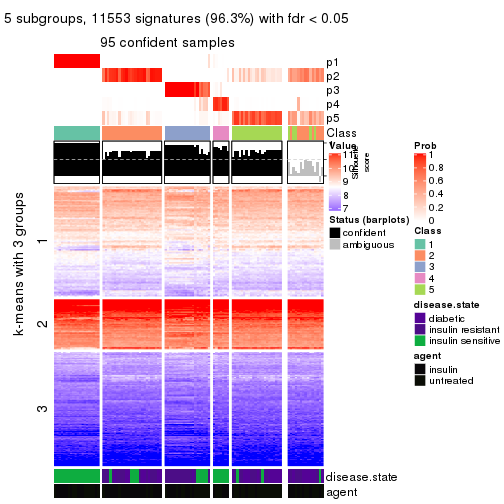 5 subgroups, 11553 signatures (96.3%) with fdr < 0.05
95 confident samples
p1
p2
p3
p4
p5
Class
Silhouette
score
k-means with 3 groups
1
2
3
disease.state
agent
Value
11
10
9
8
7
Status (barplots)
confident
ambiguous
Prob
1
0.8
0.6
0.4
0.2
0
Class
1
2
3
4
5
disease.state
diabetic
insulin resistant
insulin sensitive
agent
insulin
untreated